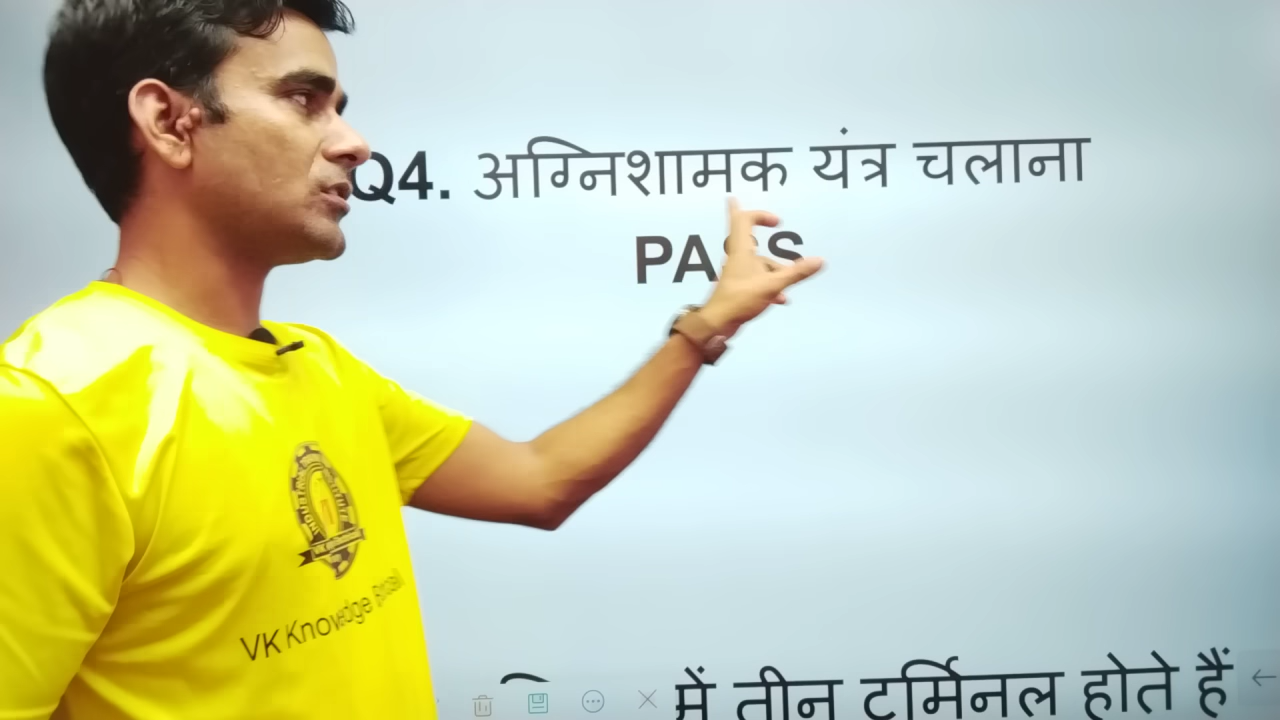 Q4. अग्निशामक यंत्र चलाना
PASS
VK Knowledge
में तीन टर्मिनल होते हैं